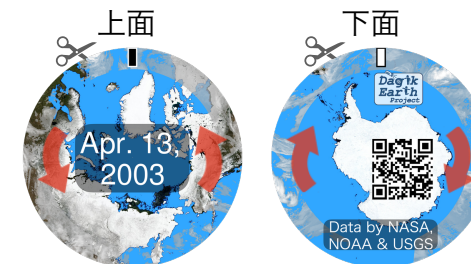 上面
下面
Apr. 13,
2003
Dagik
Earth
Project
Data by NASA,
NOAA & USGS